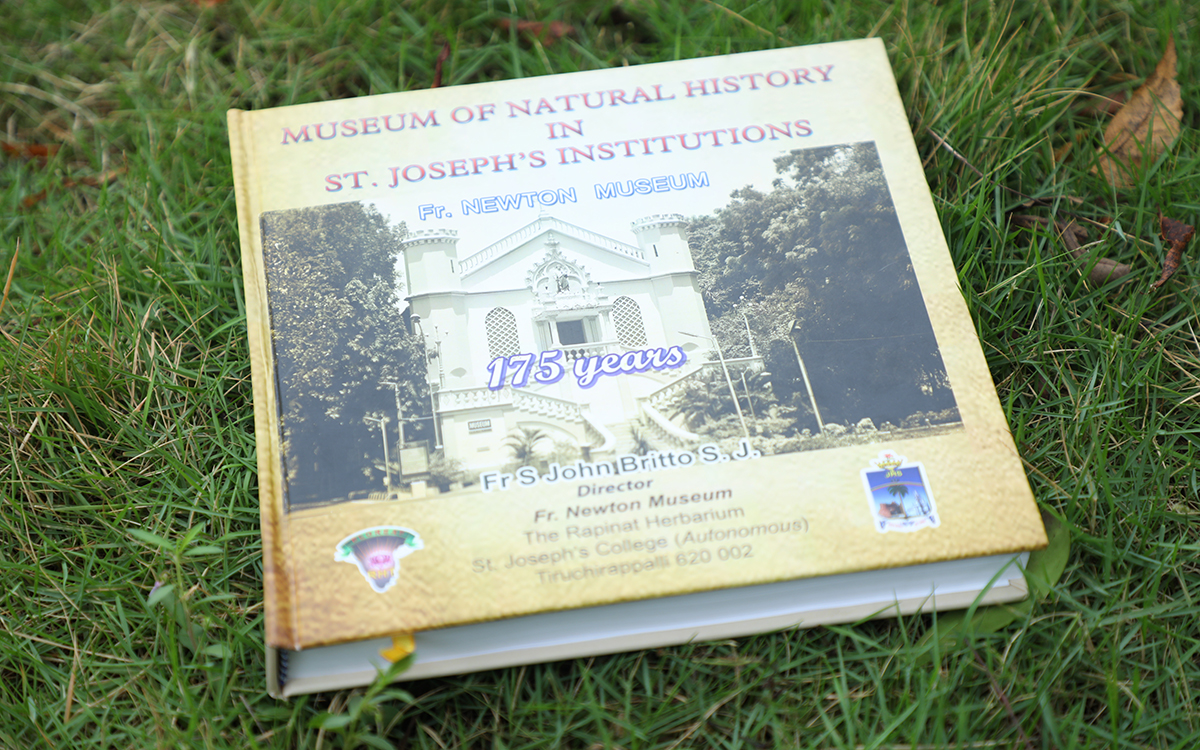 MUSEUM OF NATURAL HISTORY
IN
ST. JOSEPH'S INSTITUTIONS
Fr. NEWTON MUSEUM
175 years
MUSEUM
Fr S John Britto S. J.
Director
Fr. Newton Museum
The Rapinat Herbarium
St. Joseph's College (Autonomous)
Tiruchirappalli 620 002